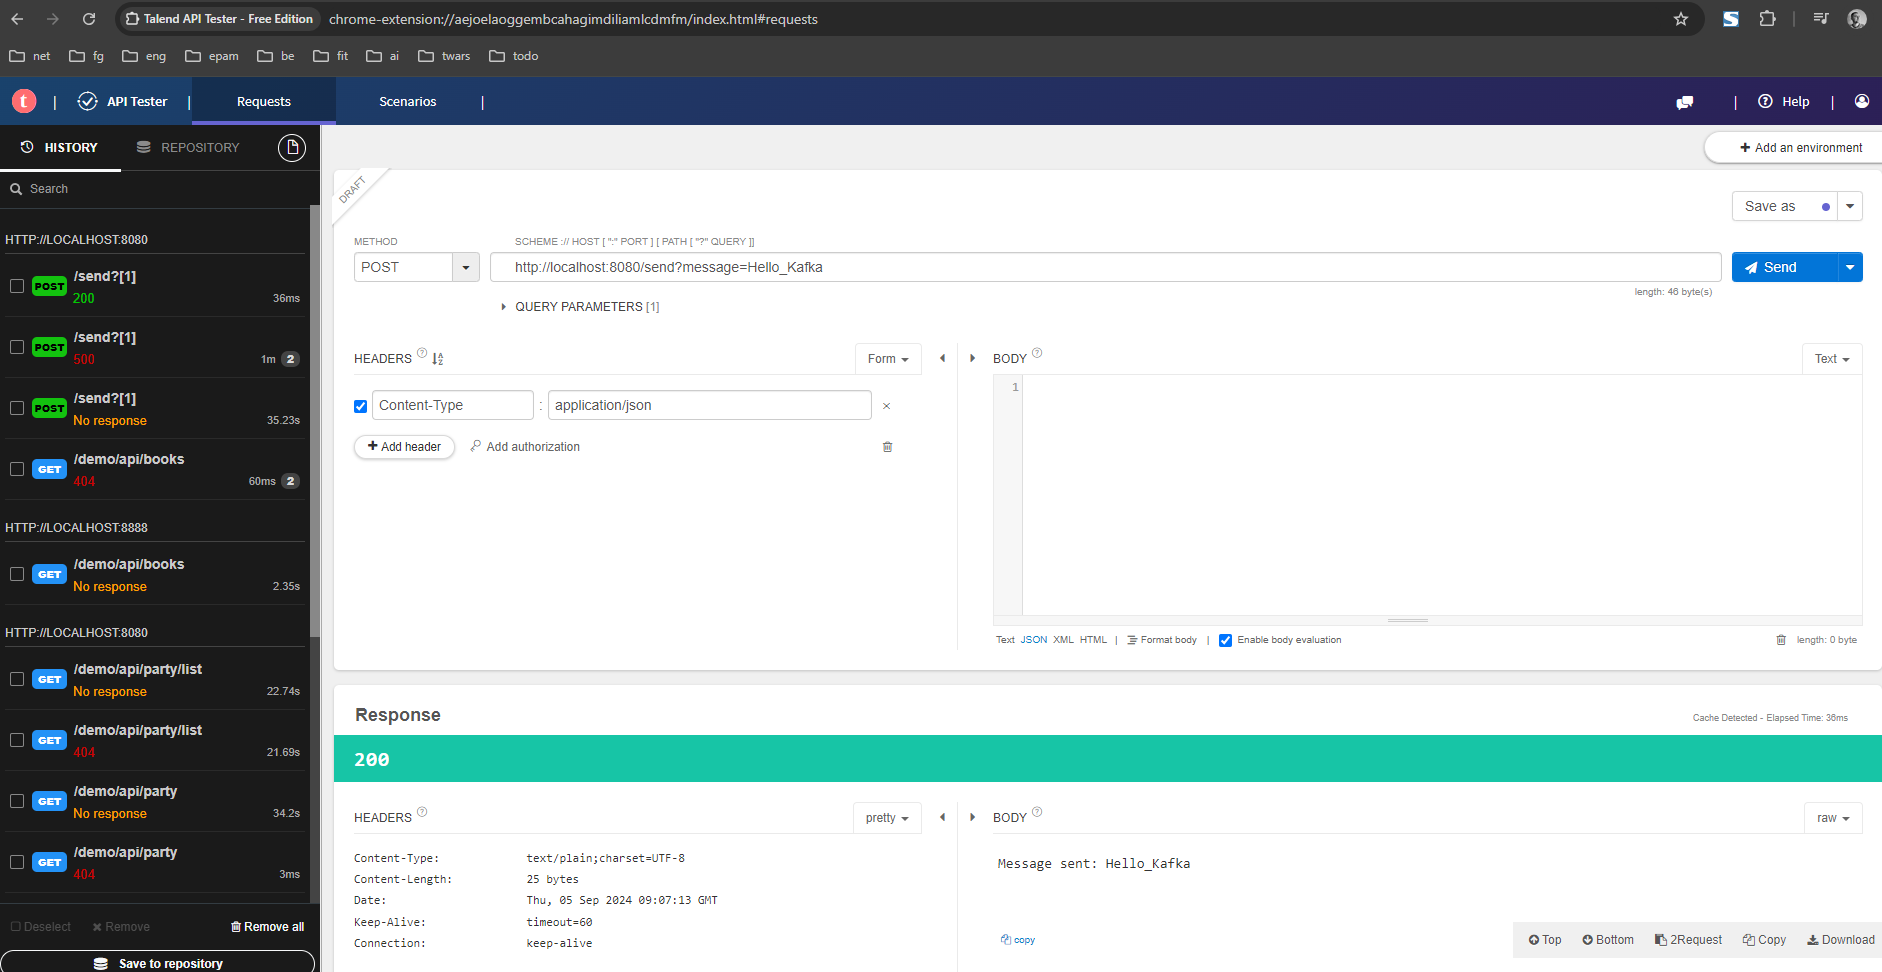 Talend API Tester - Free Edition
chrome-extension://aejoelaoggembcahagimdiliamlcdmfm/index.html#requests
net fg eng epam be fit ai twars todo
t | API Tester | Requests Scenarios | | Help |
HISTORY REPOSITORY
Add an environment
Search
DRAFT
Save as
HTTP://LOCALHOST:8080
METHOD SCHEME :// HOST [ ":" PORT ] [ PATH [ "?" QUERY ]]
POST http://localhost:8080/send?message=Hello_Kafka Send
length: 46 byte(s)
QUERY PARAMETERS [1]
POST /send?[1]
200 36ms
POST /send?[1]
500 1m 2
POST /send?[1]
No response 35.23s
GET /demo/api/books
404 60ms 2
HTTP://LOCALHOST:8888
GET /demo/api/books
No response 2.35s
HTTP://LOCALHOST:8080
GET /demo/api/party/list
No response 22.74s
GET /demo/api/party/list
404 21.69s
GET /demo/api/party
No response 34.2s
GET /demo/api/party
404 3ms
Deselect Remove Remove all
Save to repository
HEADERS ? Form
Content-Type : application/json ×
Add header Add authorization
BODY ? Text
1
Text JSON XML HTML | Format body | Enable body evaluation length: 0 byte
Response
Cache Detected - Elapsed Time: 36ms
200
HEADERS ? pretty
Content-Type: text/plain;charset=UTF-8
Content-Length: 25 bytes
Date: Thu, 05 Sep 2024 09:07:13 GMT
Keep-Alive: timeout=60
Connection: keep-alive
BODY ? raw
Message sent: Hello_Kafka
copy
Top Bottom 2Request Copy Download